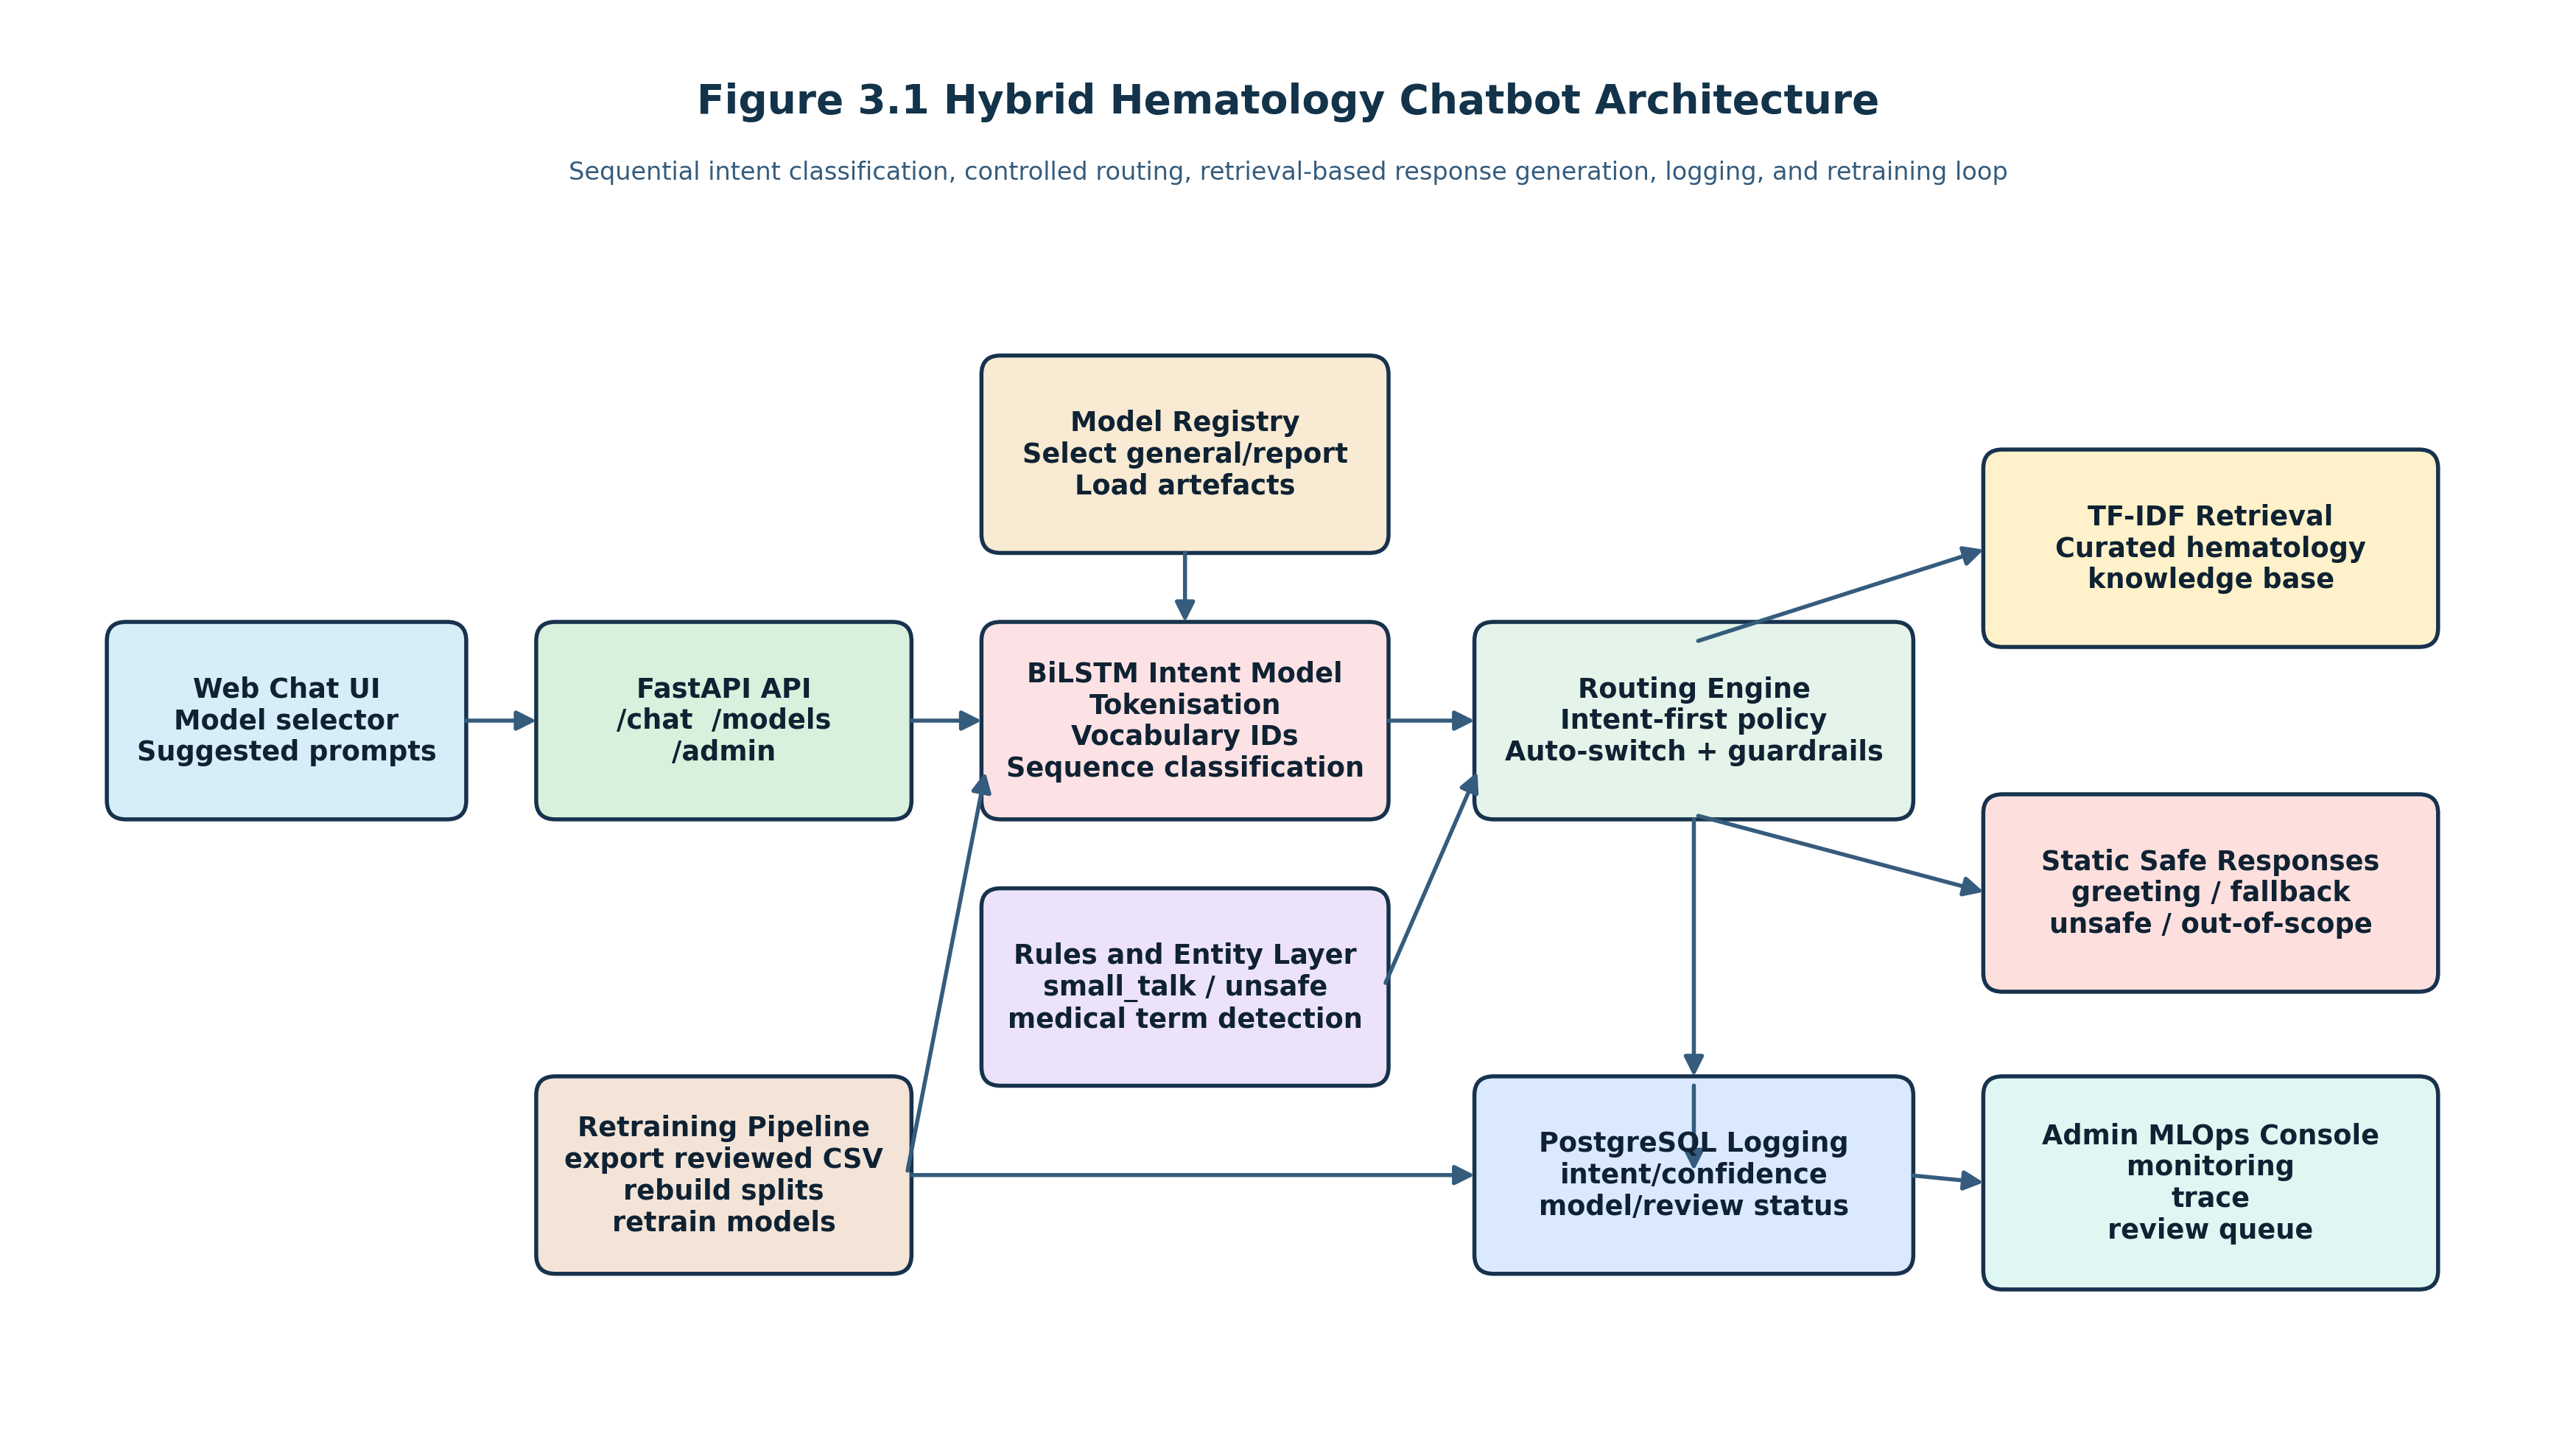 Figure 3.1 Hybrid Hematology Chatbot Architecture
Sequential intent classification, controlled routing, retrieval-based response generation, logging, and retraining loop
Model Registry
Select general/report
Load artefacts
TF-IDF Retrieval
Curated hematology
knowledge base
Web Chat UI
Model selector
Suggested prompts
FastAPI API
/chat  /models
/admin
BiLSTM Intent Model
Tokenisation
Vocabulary IDs
Sequence classification
Routing Engine
Intent-first policy
Auto-switch + guardrails
Static Safe Responses
greeting / fallback
unsafe / out-of-scope
Rules and Entity Layer
small_talk / unsafe
medical term detection
Retraining Pipeline
export reviewed CSV
rebuild splits
retrain models
PostgreSQL Logging
intent/confidence
model/review status
Admin MLOps Console
monitoring
trace
review queue